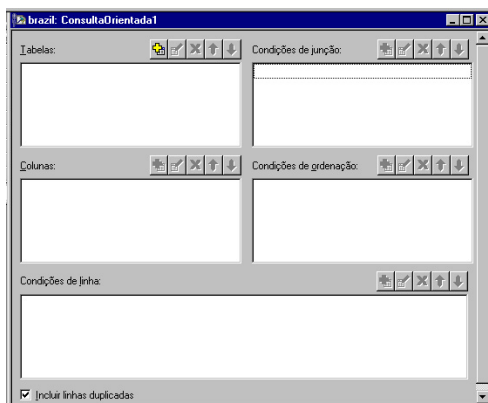 brazil: ConsultaOrientada1
Tabelas:
Condições de junção:
Colunas:
Condições de ordenação:
Condições de linha:
Incluir linhas duplicadas